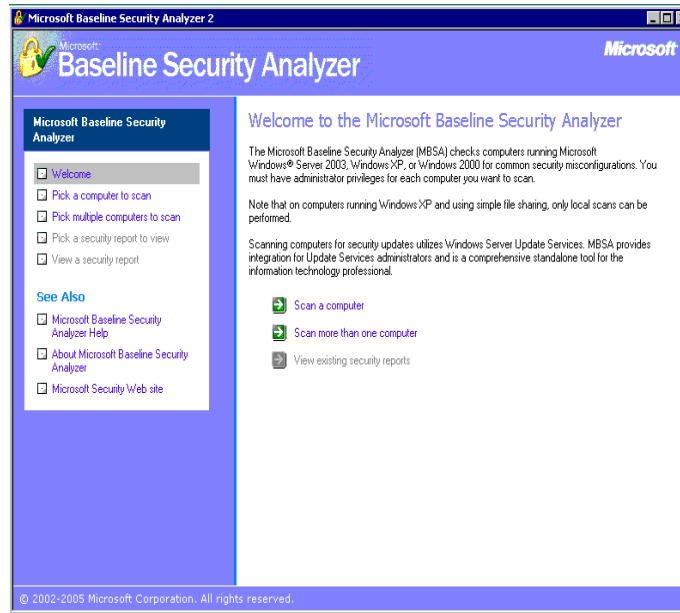 Microsoft Baseline Security Analyzer 2
Microsoft
Baseline Security Analyzer
Microsoft
Microsoft Baseline Security
Analyzer
Welcome
Pick a computer to scan
Pick multiple computers to scan
Pick a security report to view
View a security report
See Also
Microsoft Baseline Security
Analyzer Help
About Microsoft Baseline Security
Analyzer
Microsoft Security Web site
Welcome to the Microsoft Baseline Security Analyzer
The Microsoft Baseline Security Analyzer (MBSA) checks computers running Microsoft
Windows® Server 2003, Windows XP, or Windows 2000 for common security misconfigurations. You
must have administrator privileges for each computer you want to scan.
Note that on computers running Windows XP and using simple file sharing, only local scans can be
performed.
Scanning computers for security updates utilizes Windows Server Update Services. MBSA provides
integration for Update Services administrators and is a comprehensive standalone tool for the
information technology professional.
Scan a computer
Scan more than one computer
View existing security reports
© 2002-2005 Microsoft Corporation. All rights reserved.